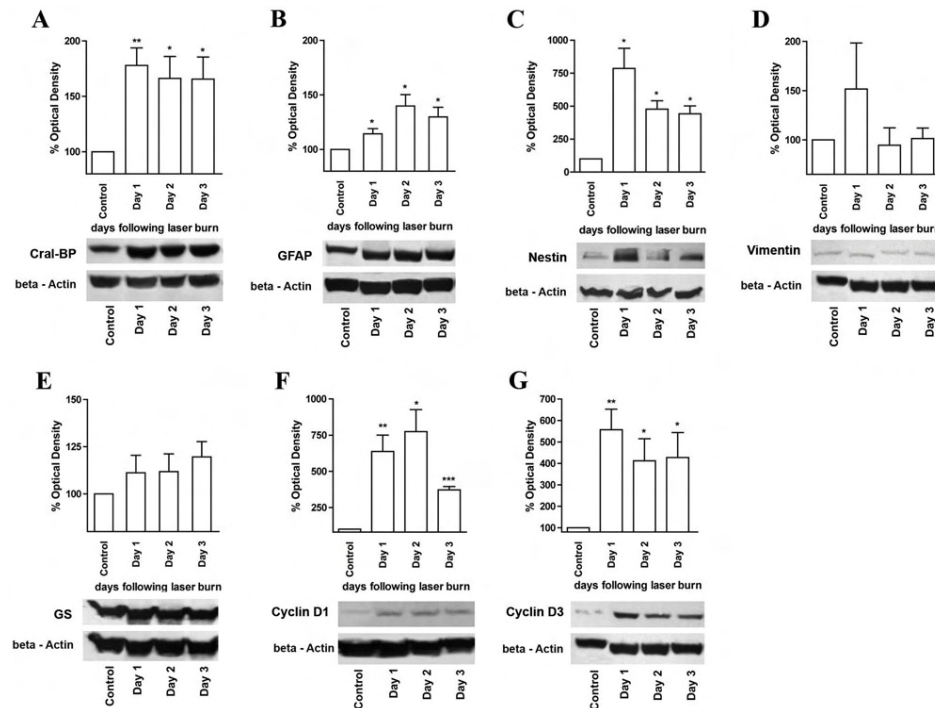 A
% Optical Density
200
150
100
**
*
*
Control
Day 1
Day 2
Day 3
days following laser burn
Cral-BP
beta - Actin
Control
Day 1
Day 2
Day 3
B
% Optical Density
200
150
100
*
*
*
Control
Day 1
Day 2
Day 3
days following laser burn
GFAP
beta - Actin
Control
Day 1
Day 2
Day 3
C
% Optical Density
1000
750
500
250
0
*
*
*
Control
Day 1
Day 2
Day 3
days following laser burn
Nestin
beta - Actin
Control
Day 1
Day 2
Day 3
D
% Optical Density
200
150
100
Control
Day 1
Day 2
Day 3
days following laser burn
Vimentin
beta - Actin
Control
Day 1
Day 2
Day 3
E
% Optical Density
150
125
100
Control
Day 1
Day 2
Day 3
days following laser burn
GS
beta - Actin
Control
Day 1
Day 2
Day 3
F
% Optical Density
1000
750
500
250
**
*
***
Control
Day 1
Day 2
Day 3
days following laser burn
Cyclin D1
beta - Actin
Control
Day 1
Day 2
Day 3
G
% Optical Density
700
600
500
400
300
200
100
**
*
*
Control
Day 1
Day 2
Day 3
days following laser burn
Cyclin D3
beta - Actin
Control
Day 1
Day 2
Day 3